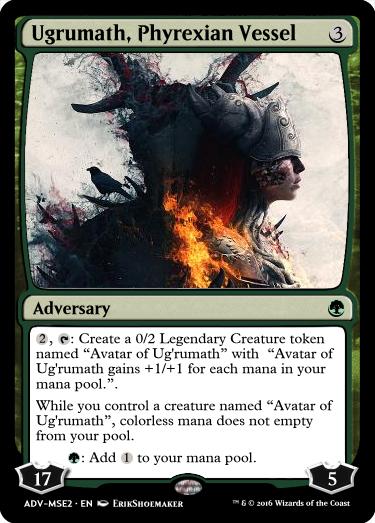 Ugrumath, Phyrexian Vessel 3
Adversary
2, : Create a 0/2 Legendary Creature token
named “Avatar of Ug'rumath” with “Avatar of
Ug'rumath gains +1/+1 for each mana in your
mana pool.”.
While you control a creature named “Avatar of
Ug'rumath”, colorless mana does not empty
from your pool.
: Add 1 to your mana pool.
17
5
ADV-MSE2 · EN ErikShoemaker
™ & © 2016 Wizards of the Coast